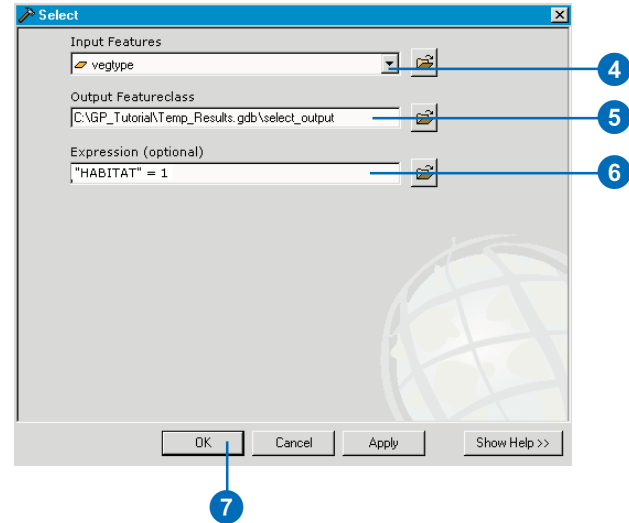 Select
Input Features
vegtype
4
Output Featureclass
C:\GP_Tutorial\Temp_Results.gdb\select_output
5
Expression (optional)
"HABITAT" = 1
6
OK
Cancel
Apply
Show Help >>
7